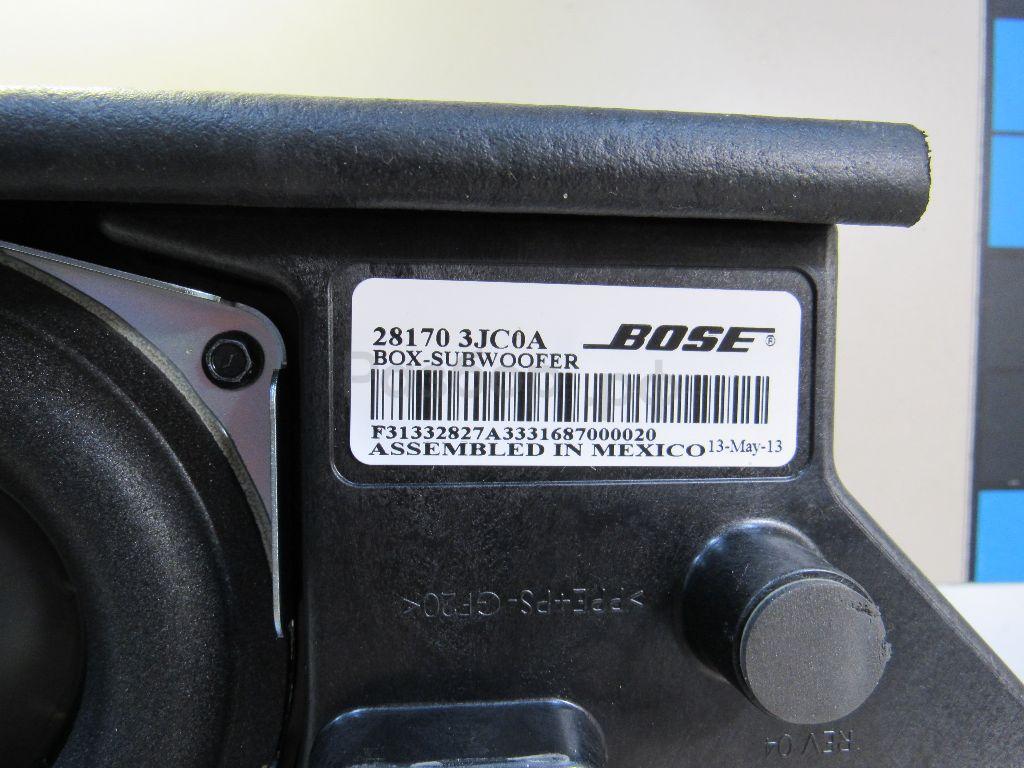 28170 3JC0A
BOSE®
BOX-SUBWOOFER
F31332827A3331687000020
ASSEMBLED IN MEXICO 13-May-13
>PPE+PS-GF20<
REV 04